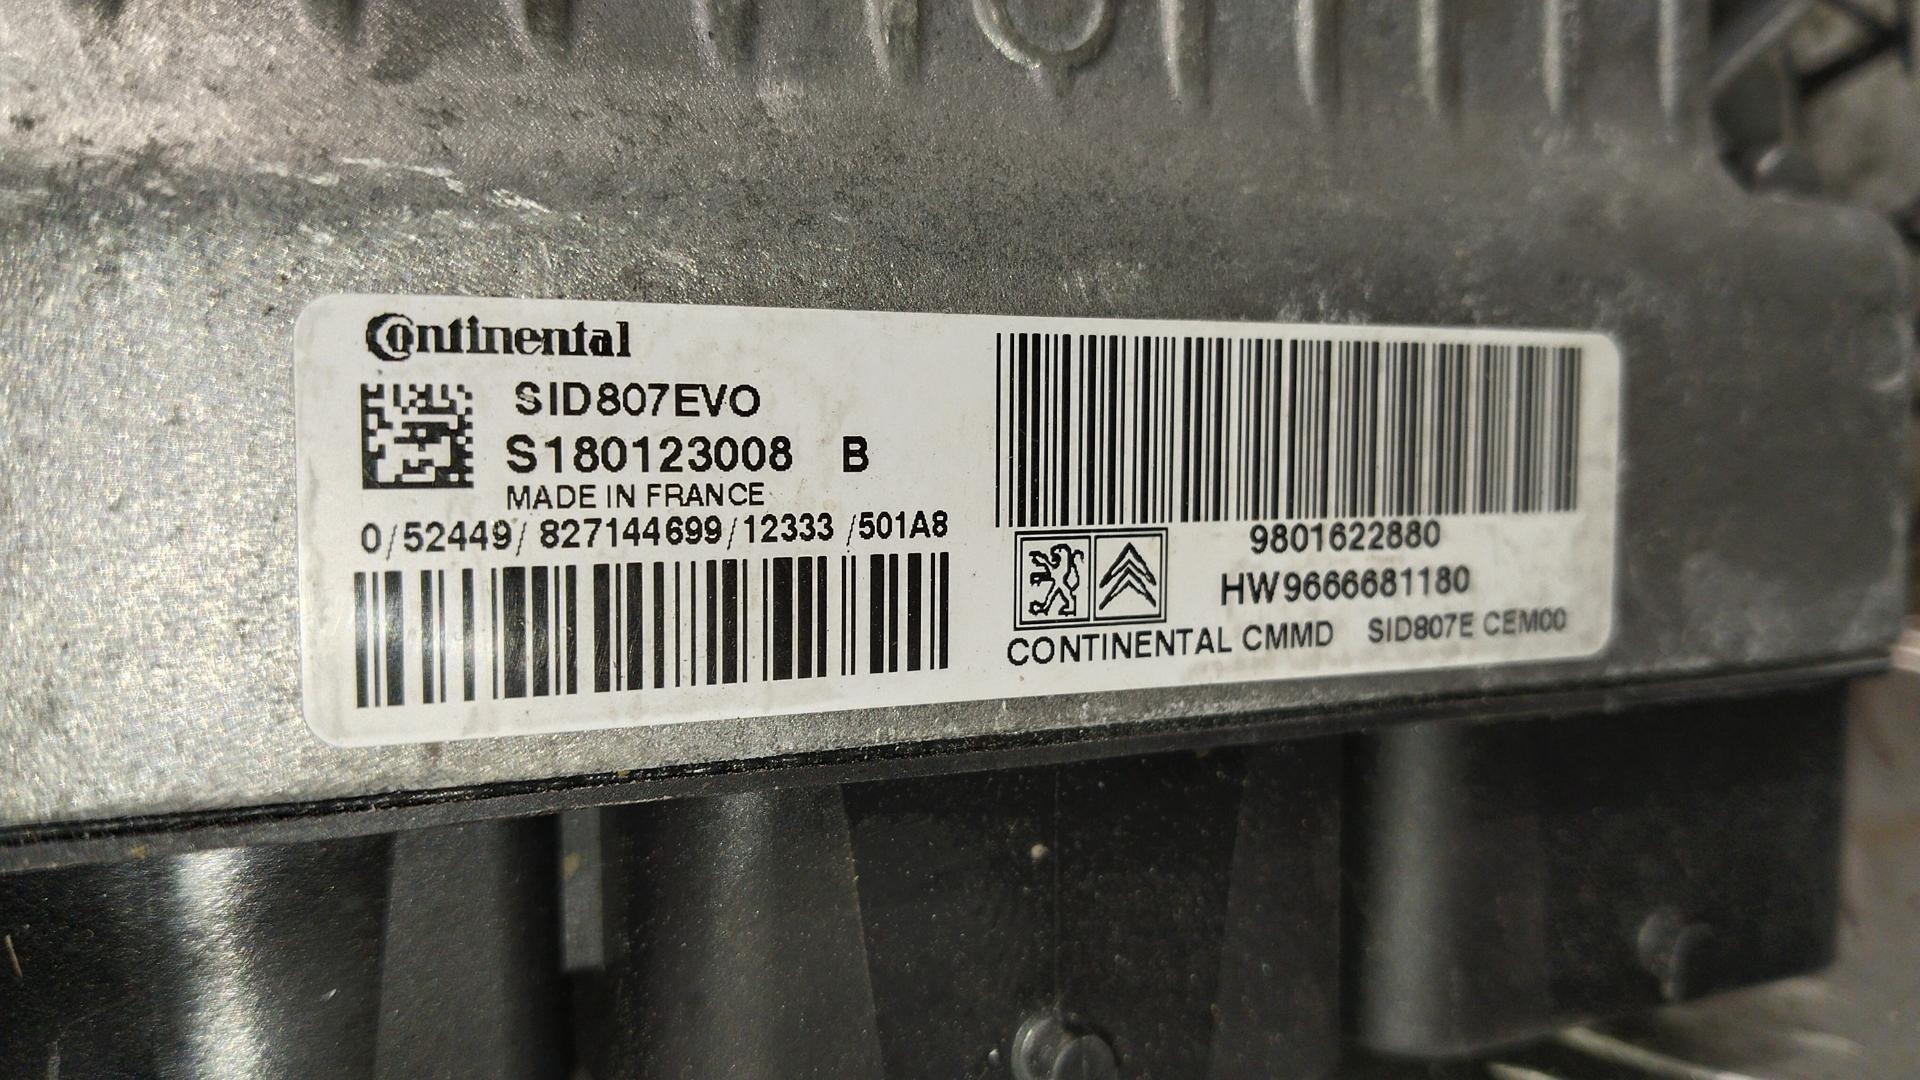 Continental
SID807EVO
S180123008 B
MADE IN FRANCE
0/52449/827144699/12333/501A8
9801622880
HW9666681180
CONTINENTAL CMMD SID807E CEM00